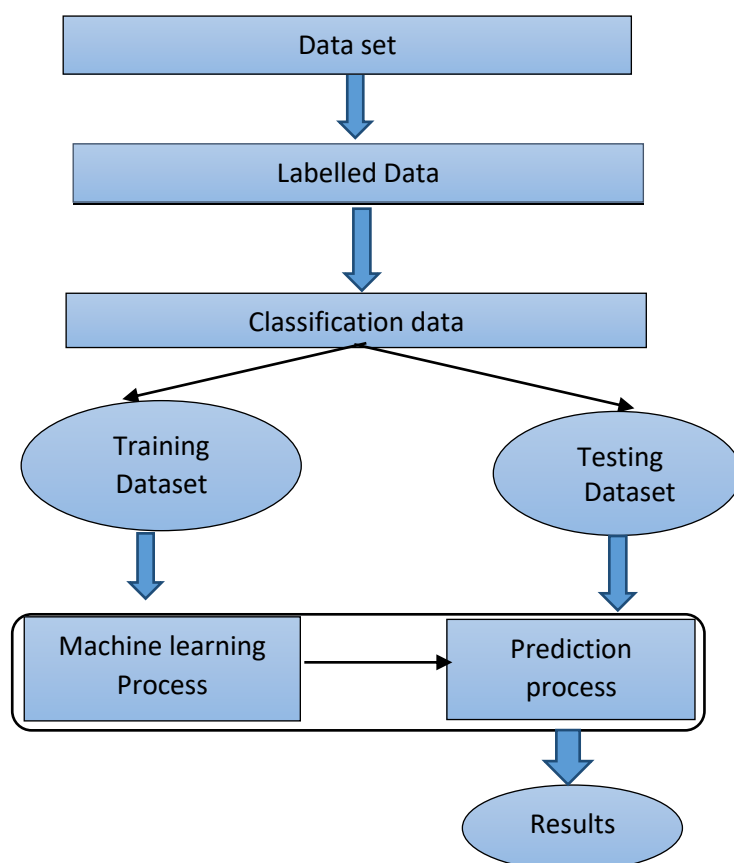 Data set
Labelled Data
Classification data
Training
Dataset
Testing
Dataset
Machine learning
Process
Prediction
process
Results